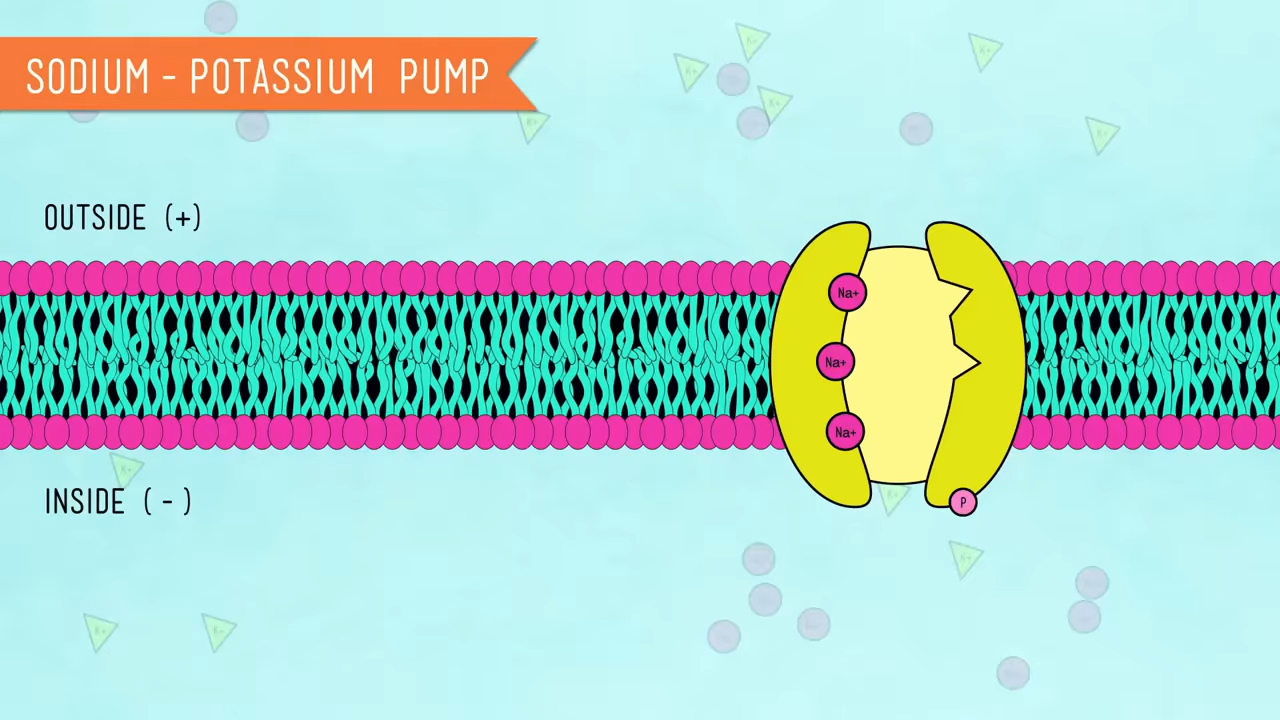 SODIUM - POTASSIUM PUMP
OUTSIDE (+)
Na+
Na+
Na+
INSIDE ( - )
P
K+
K+
K+
K+
K+
K+
K+
K+
K+
K+
K+